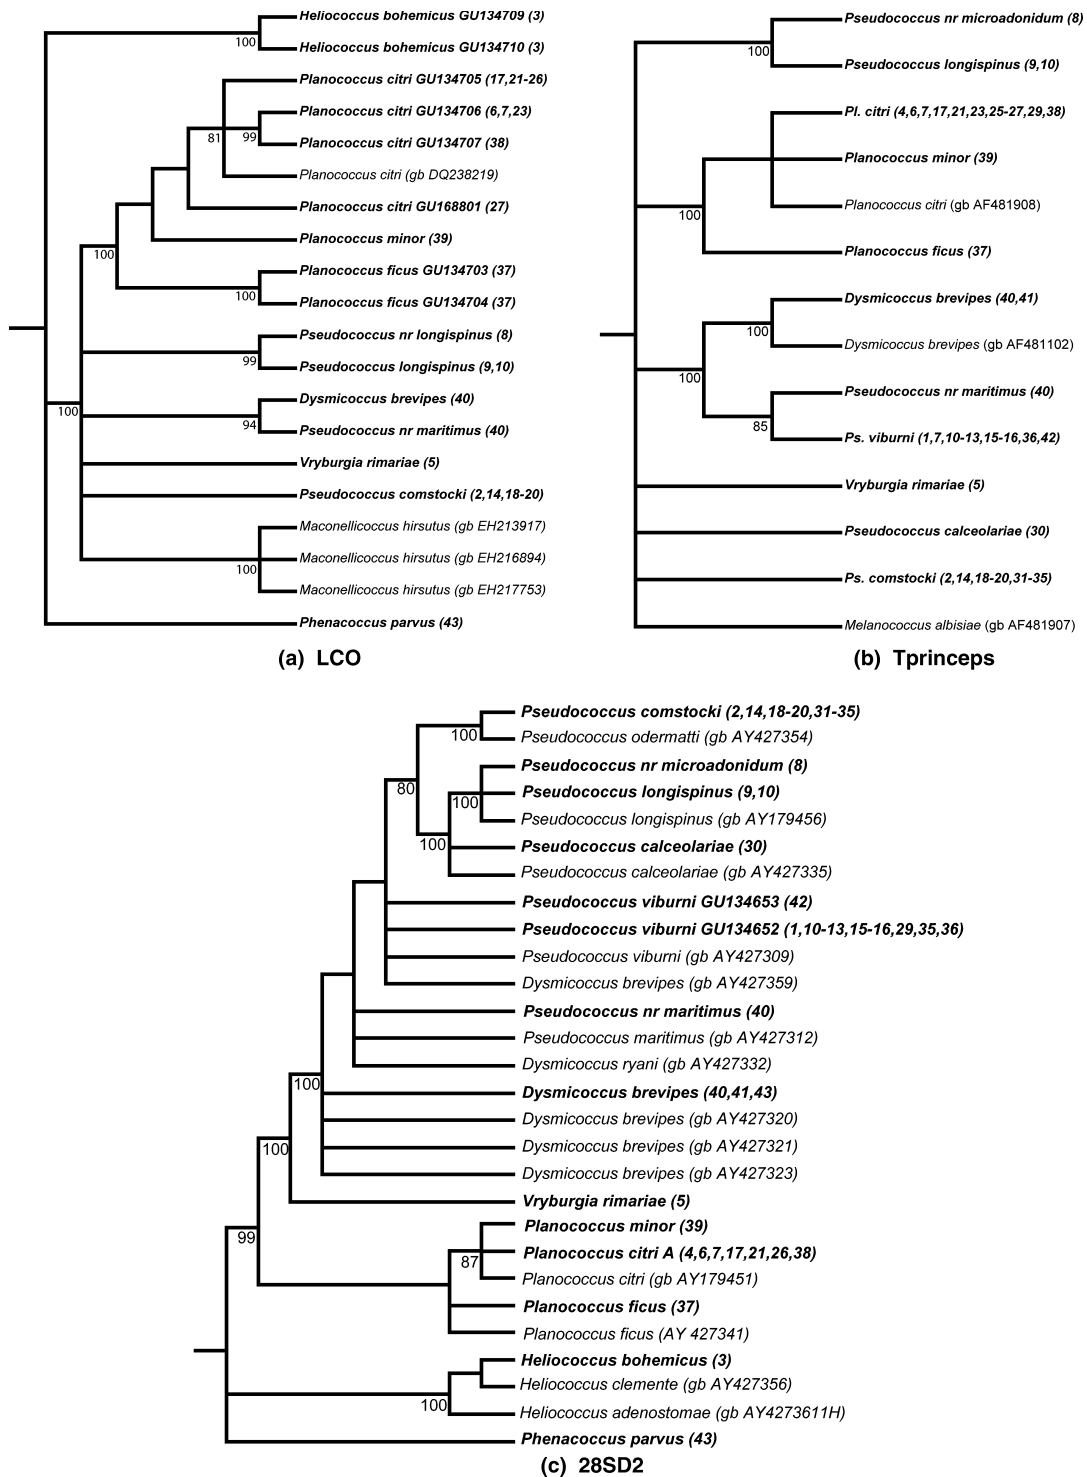 Heliococcus bohemicus GU134709 (3)
100
Heliococcus bohemicus GU134710 (3)
Planococcus citri GU134705 (17,21-26)
Planococcus citri GU134706 (6,7,23)
81
99
Planococcus citri GU134707 (38)
Planococcus citri (gb DQ238219)
Planococcus citri GU168801 (27)
Planococcus minor (39)
100
Planococcus ficus GU134703 (37)
100
Planococcus ficus GU134704 (37)
Pseudococcus nr longispinus (8)
99
Pseudococcus longispinus (9,10)
Dysmicoccus brevipes (40)
100
94
Pseudococcus nr maritimus (40)
Vryburgia rimariae (5)
Pseudococcus comstocki (2,14,18-20)
Maconellicoccus hirsutus (gb EH213917)
Maconellicoccus hirsutus (gb EH216894)
100
Maconellicoccus hirsutus (gb EH217753)
Phenacoccus parvus (43)
(a) LCO
Pseudococcus nr microadonidum (8)
100
Pseudococcus longispinus (9,10)
Pl. citri (4,6,7,17,21,23,25-27,29,38)
Planococcus minor (39)
Planococcus citri (gb AF481908)
100
Planococcus ficus (37)
Dysmicoccus brevipes (40,41)
100
Dysmicoccus brevipes (gb AF481102)
100
Pseudococcus nr maritimus (40)
85
Ps. viburni (1,7,10-13,15-16,36,42)
Vryburgia rimariae (5)
Pseudococcus calceolariae (30)
Ps. comstocki (2,14,18-20,31-35)
Melanococcus albisiae (gb AF481907)
(b) Tprinceps
Pseudococcus comstocki (2,14,18-20,31-35)
100
Pseudococcus odermatti (gb AY427354)
Pseudococcus nr microadonidum (8)
80
Pseudococcus longispinus (9,10)
100
Pseudococcus longispinus (gb AY179456)
100
Pseudococcus calceolariae (30)
Pseudococcus calceolariae (gb AY427335)
Pseudococcus viburni GU134653 (42)
Pseudococcus viburni GU134652 (1,10-13,15-16,29,35,36)
Pseudococcus viburni (gb AY427309)
Dysmicoccus brevipes (gb AY427359)
Pseudococcus nr maritimus (40)
Pseudococcus maritimus (gb AY427312)
Dysmicoccus ryani (gb AY427332)
100
Dysmicoccus brevipes (40,41,43)
Dysmicoccus brevipes (gb AY427320)
100
Dysmicoccus brevipes (gb AY427321)
Dysmicoccus brevipes (gb AY427323)
Vryburgia rimariae (5)
Planococcus minor (39)
99
Planococcus citri A (4,6,7,17,21,26,38)
87
Planococcus citri (gb AY179451)
Planococcus ficus (37)
Planococcus ficus (AY 427341)
Heliococcus bohemicus (3)
Heliococcus clemente (gb AY427356)
100
Heliococcus adenostomae (gb AY4273611H)
Phenacoccus parvus (43)
(c) 28SD2